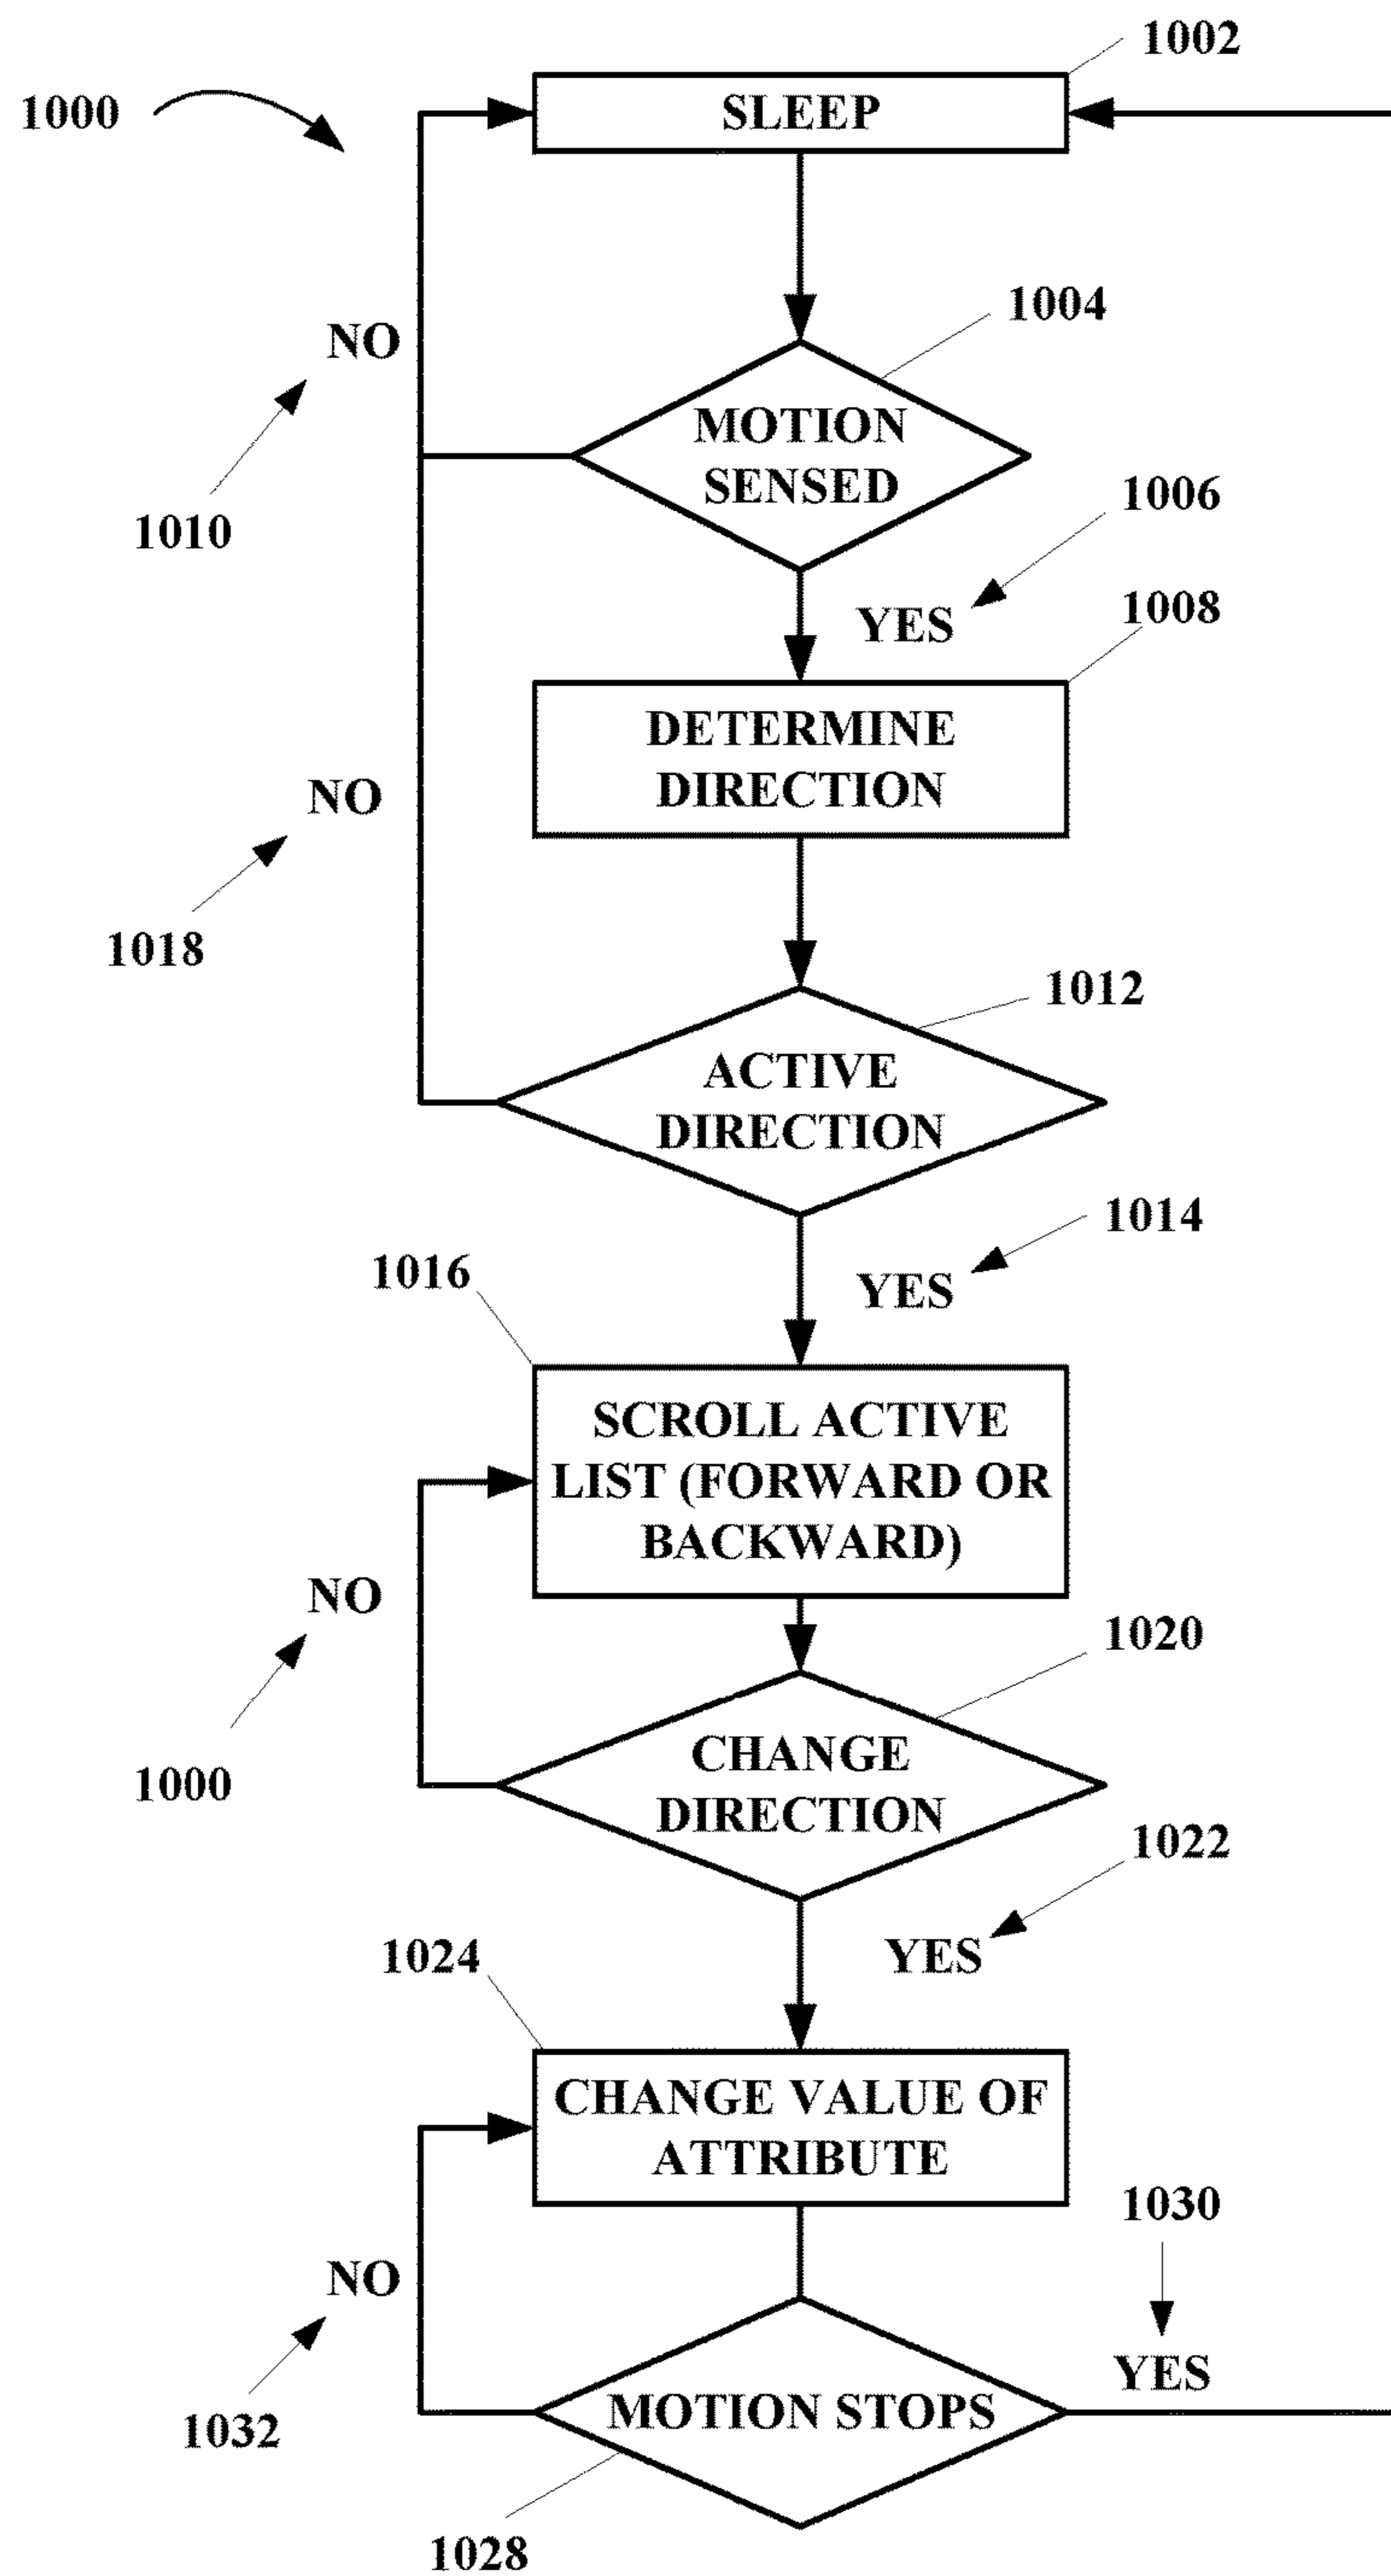 1002
1000
SLEEP
1004
NO
MOTION
SENSED
1006
1010
YES
1008
DETERMINE
DIRECTION
NO
1018
1012
ACTIVE
DIRECTION
1014
1016
YES
SCROLL ACTIVE
LIST (FORWARD OR
BACKWARD)
NO
1020
1000
CHANGE
DIRECTION
1022
1024
YES
CHANGE VALUE OF
ATTRIBUTE
1030
NO
YES
1032
MOTION STOPS
1028